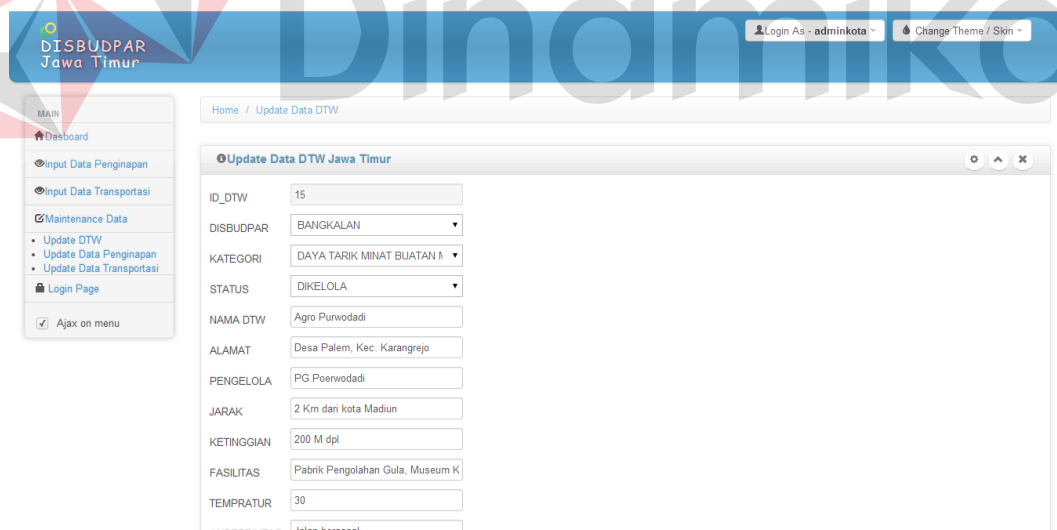 Dinamika
DISBUDPAR
Jawa Timur
Login As - adminkota
Change Theme / Skin
MAIN
Dasboard
Input Data Penginapan
Input Data Transportasi
Maintenance Data
Update DTW
Update Data Penginapan
Update Data Transportasi
Login Page
Ajax on menu
Home / Update Data DTW
Update Data DTW Jawa Timur
ID_DTW 15
DISBUDPAR BANGKALAN
KATEGORI DAYA TARIK MINAT BUATAN
STATUS DIKELOLA
NAMA DTW Agro Purwodadi
ALAMAT Desa Palem, Kec. Karangrejo
PENGELOLA PG Poerwodadi
JARAK 2 Km dari kota Madiun
KETINGGIAN 200 M dpl
FASILITAS Pabrik Pengolahan Gula, Museum K
TEMPRATUR 30